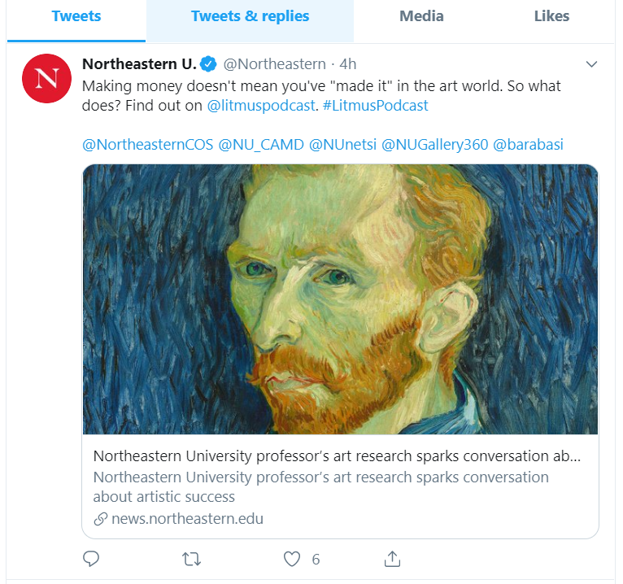 Tweets Tweets & replies Media Likes
N
Northeastern U. @Northeastern · 4h
Making money doesn't mean you've "made it" in the art world. So what
does? Find out on @litmuspodcast. #LitmusPodcast
@NortheasternCOS @NU_CAMD @NUnetsi @NUGallery360 @barabasi
Northeastern University professor's art research sparks conversation ab...
Northeastern University professor's art research sparks conversation
about artistic success
news.northeastern.edu
6